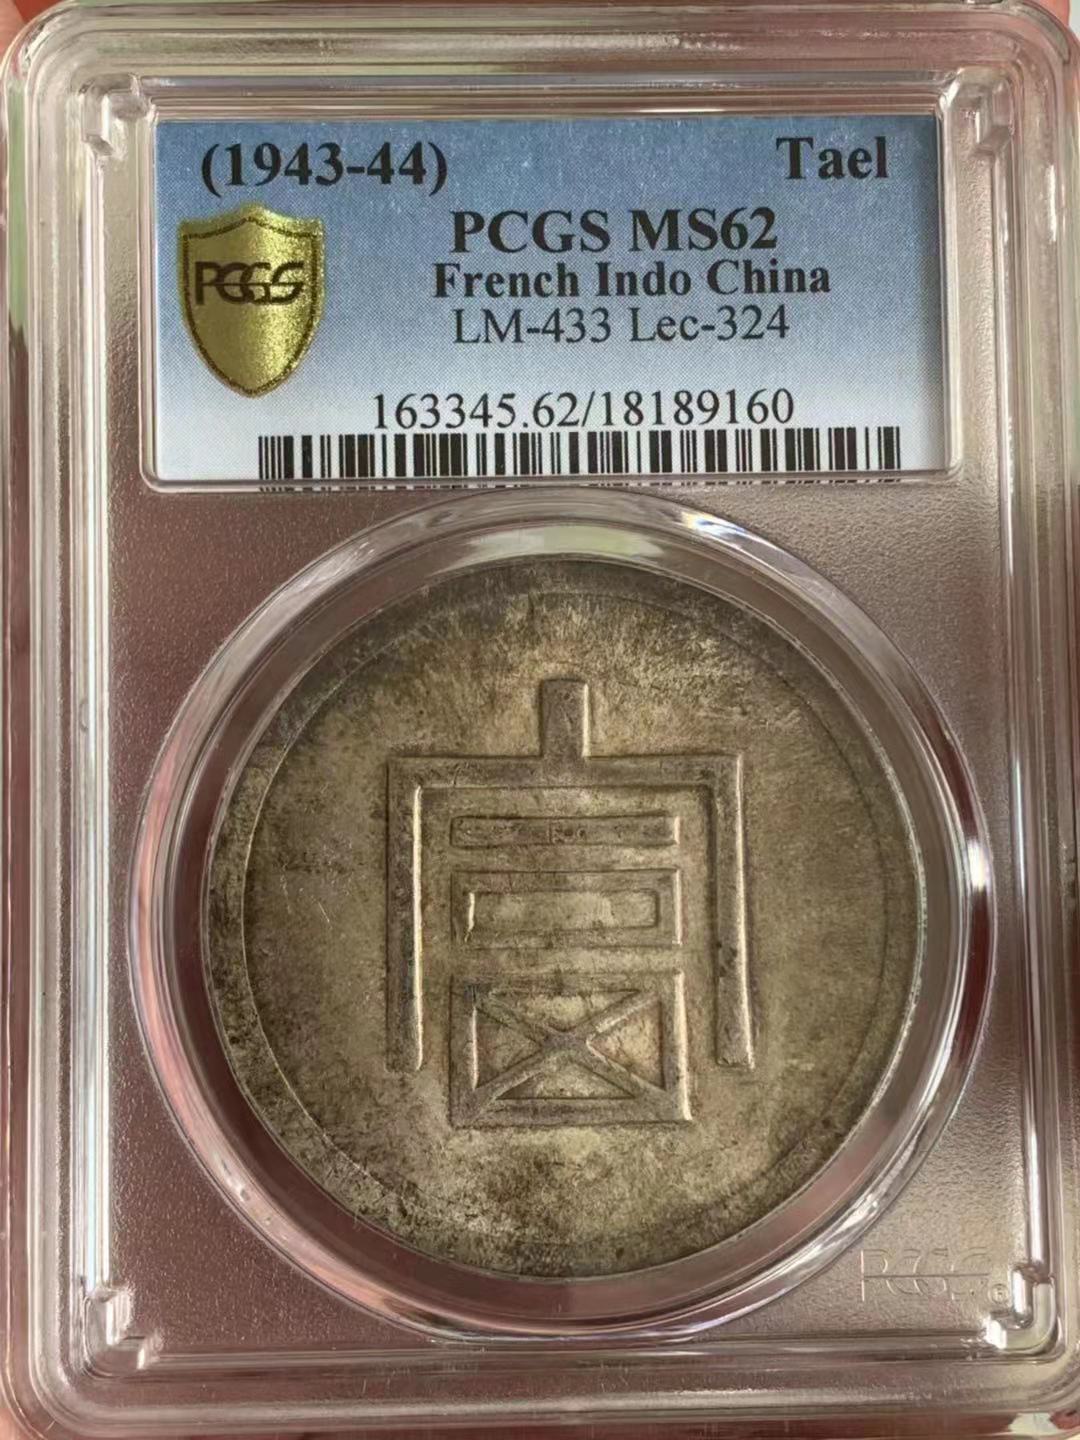 (1943-44) Tael
PCGS MS62
PCGS
French Indo China
LM-433 Lec-324
163345.62/18189160
富
PCGS®